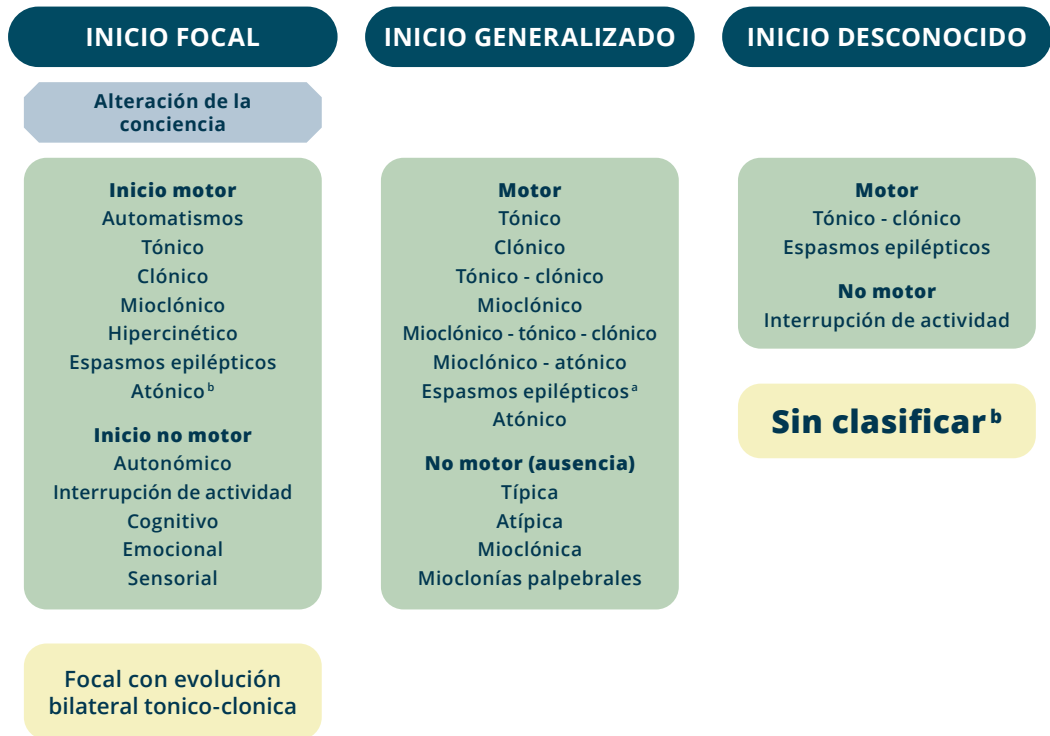 INICIO FOCAL
Alteración de la
conciencia
Inicio motor
Automatismos
Tónico
Clónico
Mioclónico
Hipercinético
Espasmos epilépticos
Atónico b
Inicio no motor
Autonómico
Interrupción de actividad
Cognitivo
Emocional
Sensorial
Focal con evolución
bilateral tonico-clonica
INICIO GENERALIZADO
Motor
Tónico
Clónico
Tónico - clónico
Mioclónico
Mioclónico - tónico - clónico
Mioclónico - atónico
Espasmos epilépticos a
Atónico
No motor (ausencia)
Típica
Atípica
Mioclónica
Mioclonías palpebrales
INICIO DESCONOCIDO
Motor
Tónico - clónico
Espasmos epilépticos
No motor
Interrupción de actividad
Sin clasificar b